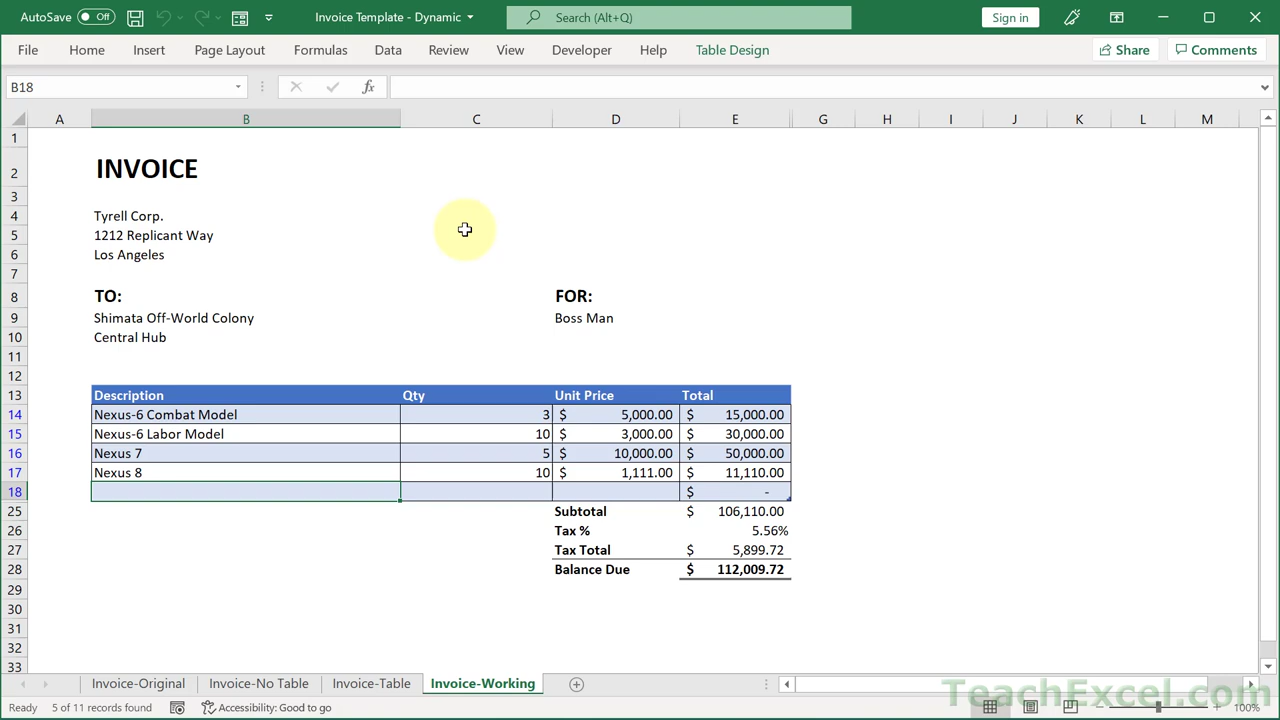 AutoSave Off Invoice Template - Dynamic Search (Alt+Q) Sign in
File Home Insert Page Layout Formulas Data Review View Developer Help Table Design Share Comments
B18 fx
A B C D E G H I J K L M
1
2 INVOICE
3
4 Tyrell Corp.
5 1212 Replicant Way
6 Los Angeles
7
8 TO: FOR:
9 Shimata Off-World Colony Boss Man
10 Central Hub
11
12
13 Description Qty Unit Price Total
14 Nexus-6 Combat Model 3 $ 5,000.00 $ 15,000.00
15 Nexus-6 Labor Model 10 $ 3,000.00 $ 30,000.00
16 Nexus 7 5 $ 10,000.00 $ 50,000.00
17 Nexus 8 10 $ 1,111.00 $ 11,110.00
18 $ -
25 Subtotal $ 106,110.00
26 Tax % 5.56%
27 Tax Total $ 5,899.72
28 Balance Due $ 112,009.72
29
30
31
32
33
Invoice-Original Invoice-No Table Invoice-Table Invoice-Working
TeachExcel.com
Ready 5 of 11 records found Accessibility: Good to go 100%